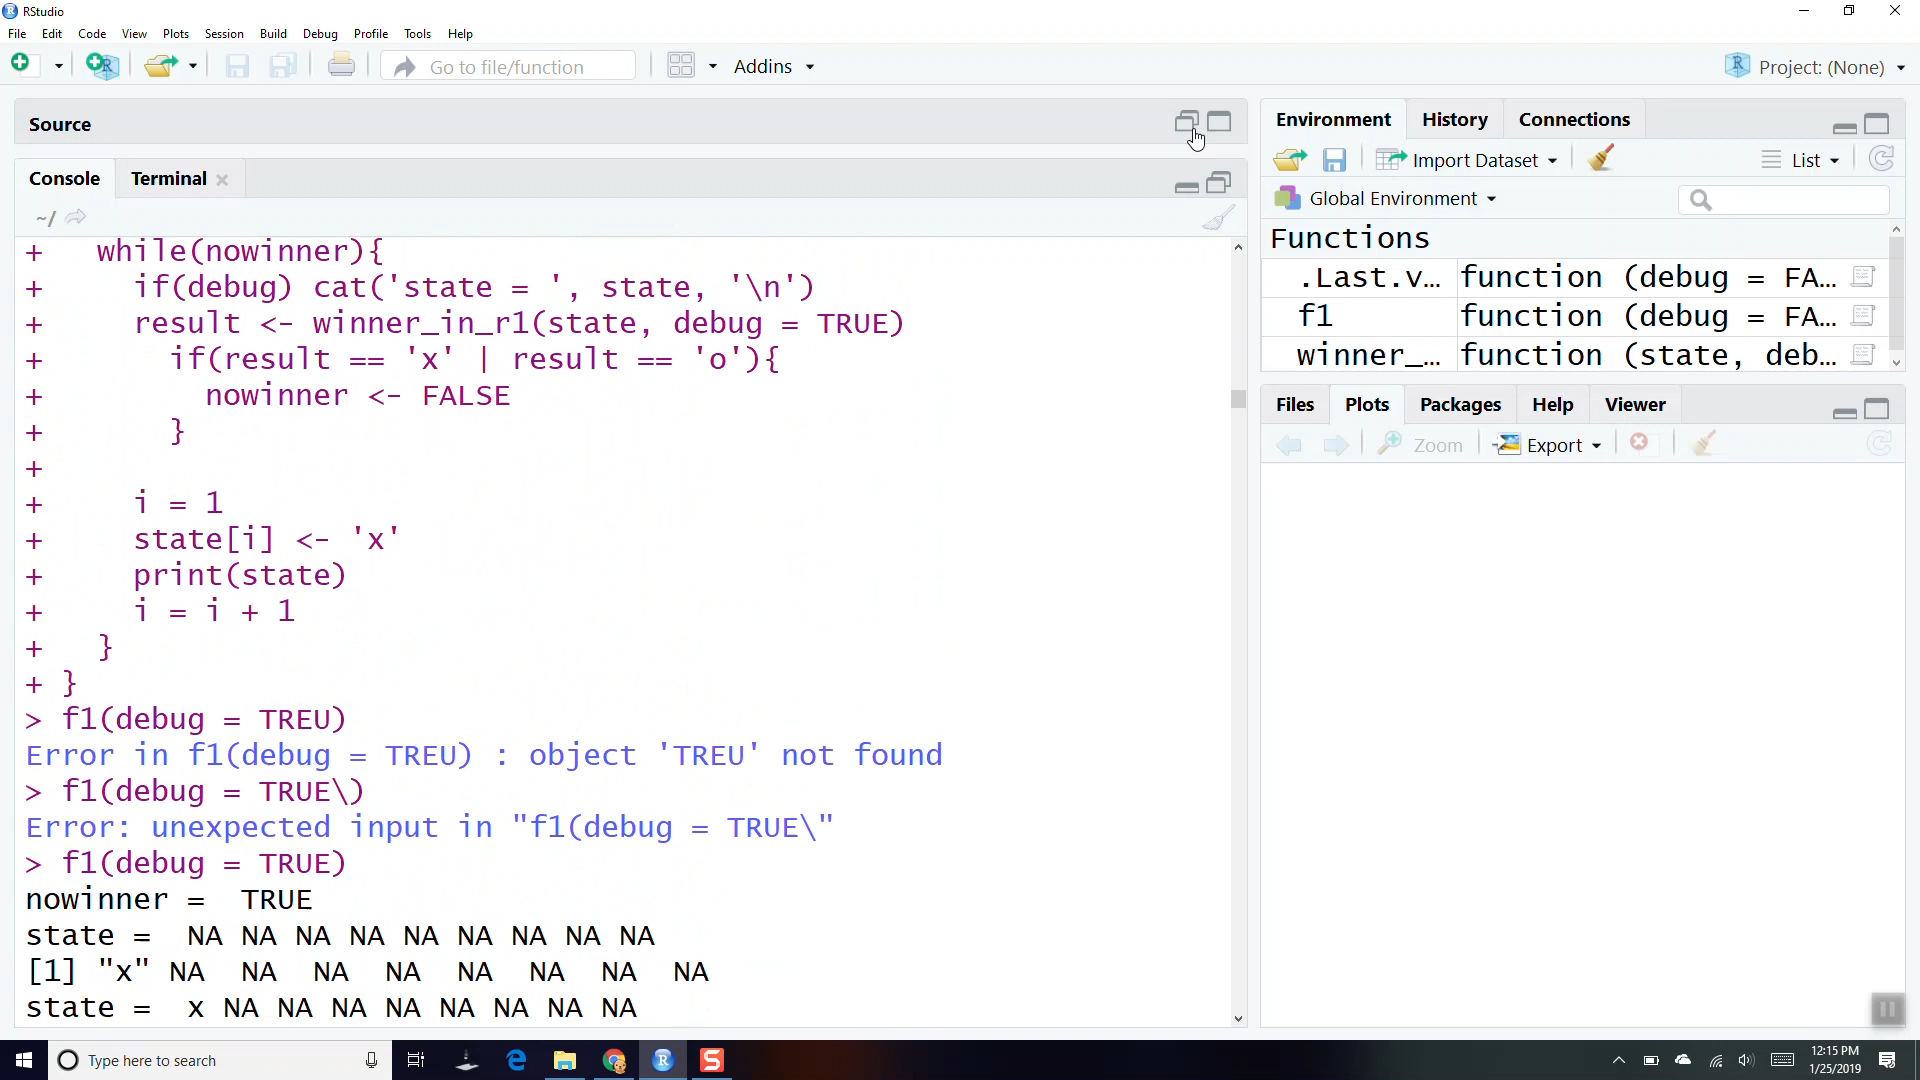 RStudio
File Edit Code View Plots Session Build Debug Profile Tools Help
Go to file/function Addins Project: (None)
Source
Console Terminal
~/
+   while(nowinner){
+     if(debug) cat('state = ', state, '\n')
+     result <- winner_in_r1(state, debug = TRUE)
+       if(result == 'x' | result == 'o'){
+         nowinner <- FALSE
+       }
+
+     i = 1
+     state[i] <- 'x'
+     print(state)
+     i = i + 1
+   }
+ }
> f1(debug = TREU)
Error in f1(debug = TREU) : object 'TREU' not found
> f1(debug = TRUE\)
Error: unexpected input in "f1(debug = TRUE\"
> f1(debug = TRUE)
nowinner =  TRUE
state =  NA NA NA NA NA NA NA NA NA
[1] "x" NA  NA  NA  NA  NA  NA  NA  NA
state =  x NA NA NA NA NA NA NA NA
Environment History Connections
Import Dataset List
Global Environment
Functions
.Last.v… function (debug = FA…
f1 function (debug = FA…
winner_… function (state, deb…
Files Plots Packages Help Viewer
Zoom Export
Type here to search
12:15 PM
1/25/2019